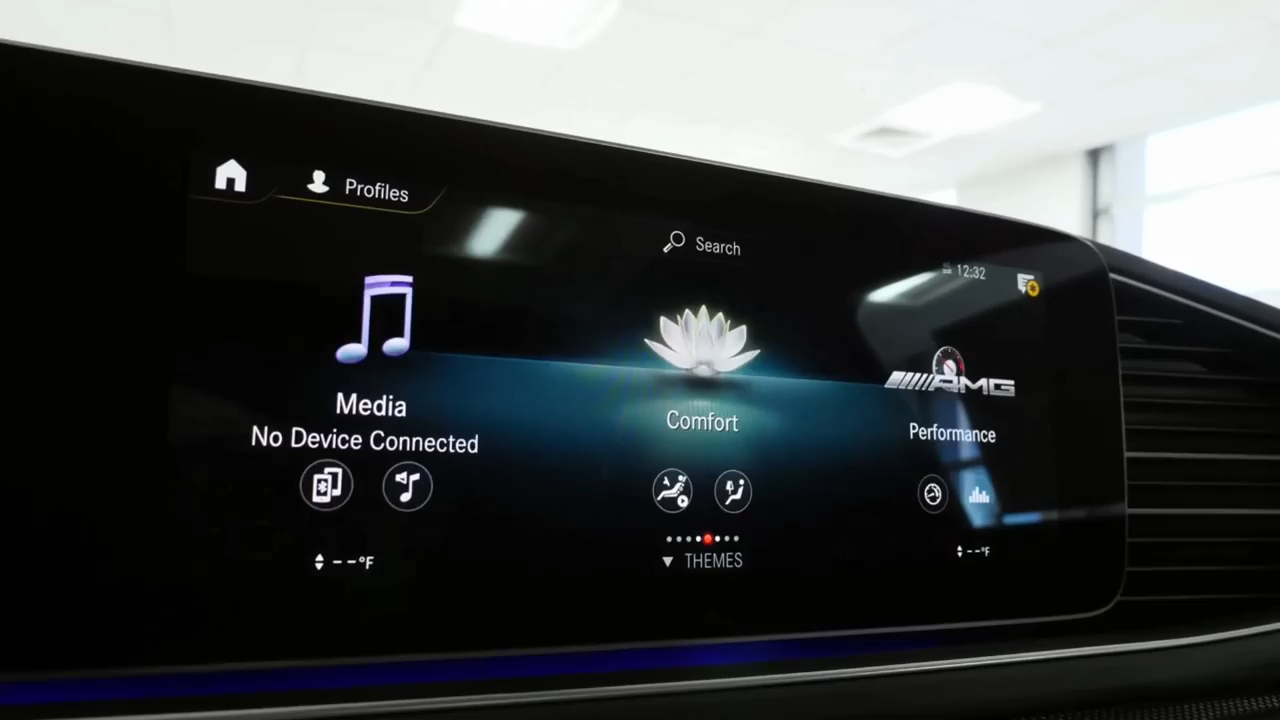 Profiles
Search
12:32
Media
No Device Connected
Comfort
AMG
Performance
THEMES
--°F
--°F